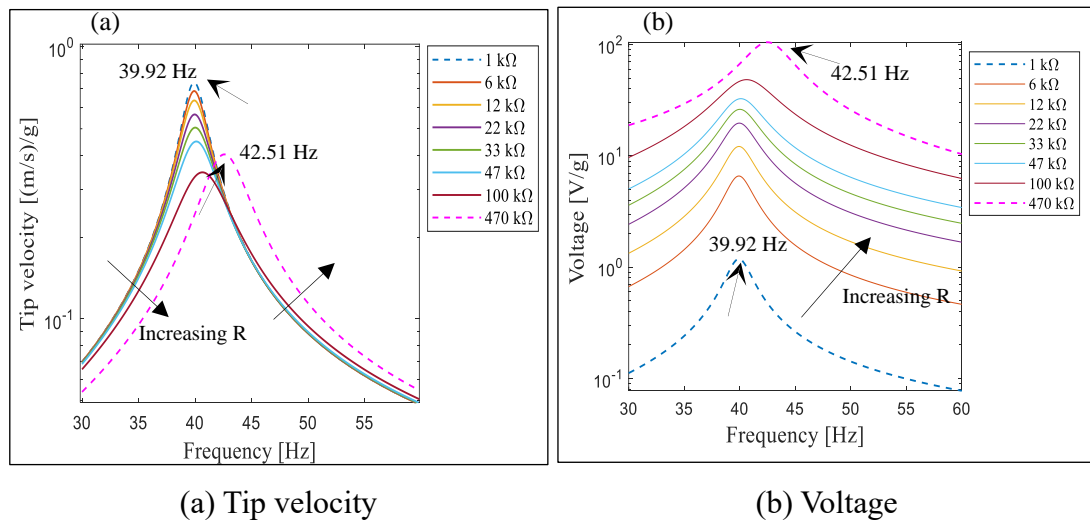 (a)
10⁰
39.92 Hz
42.51 Hz
Increasing R
10⁻¹
Tip velocity [(m/s)/g]
30 35 40 45 50 55
Frequency [Hz]
1 kΩ
6 kΩ
12 kΩ
22 kΩ
33 kΩ
47 kΩ
100 kΩ
470 kΩ
(b)
10²
42.51 Hz
10¹
39.92 Hz
10⁰
Increasing R
10⁻¹
Voltage [V/g]
30 35 40 45 50 55 60
Frequency [Hz]
1 kΩ
6 kΩ
12 kΩ
22 kΩ
33 kΩ
47 kΩ
100 kΩ
470 kΩ
(a) Tip velocity
(b) Voltage